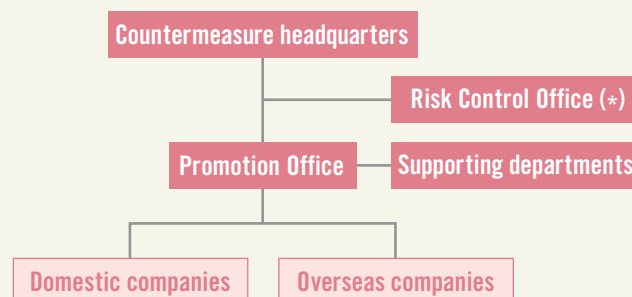 Countermeasure headquarters
Risk Control Office (*)
Promotion Office
Supporting departments
Domestic companies
Overseas companies